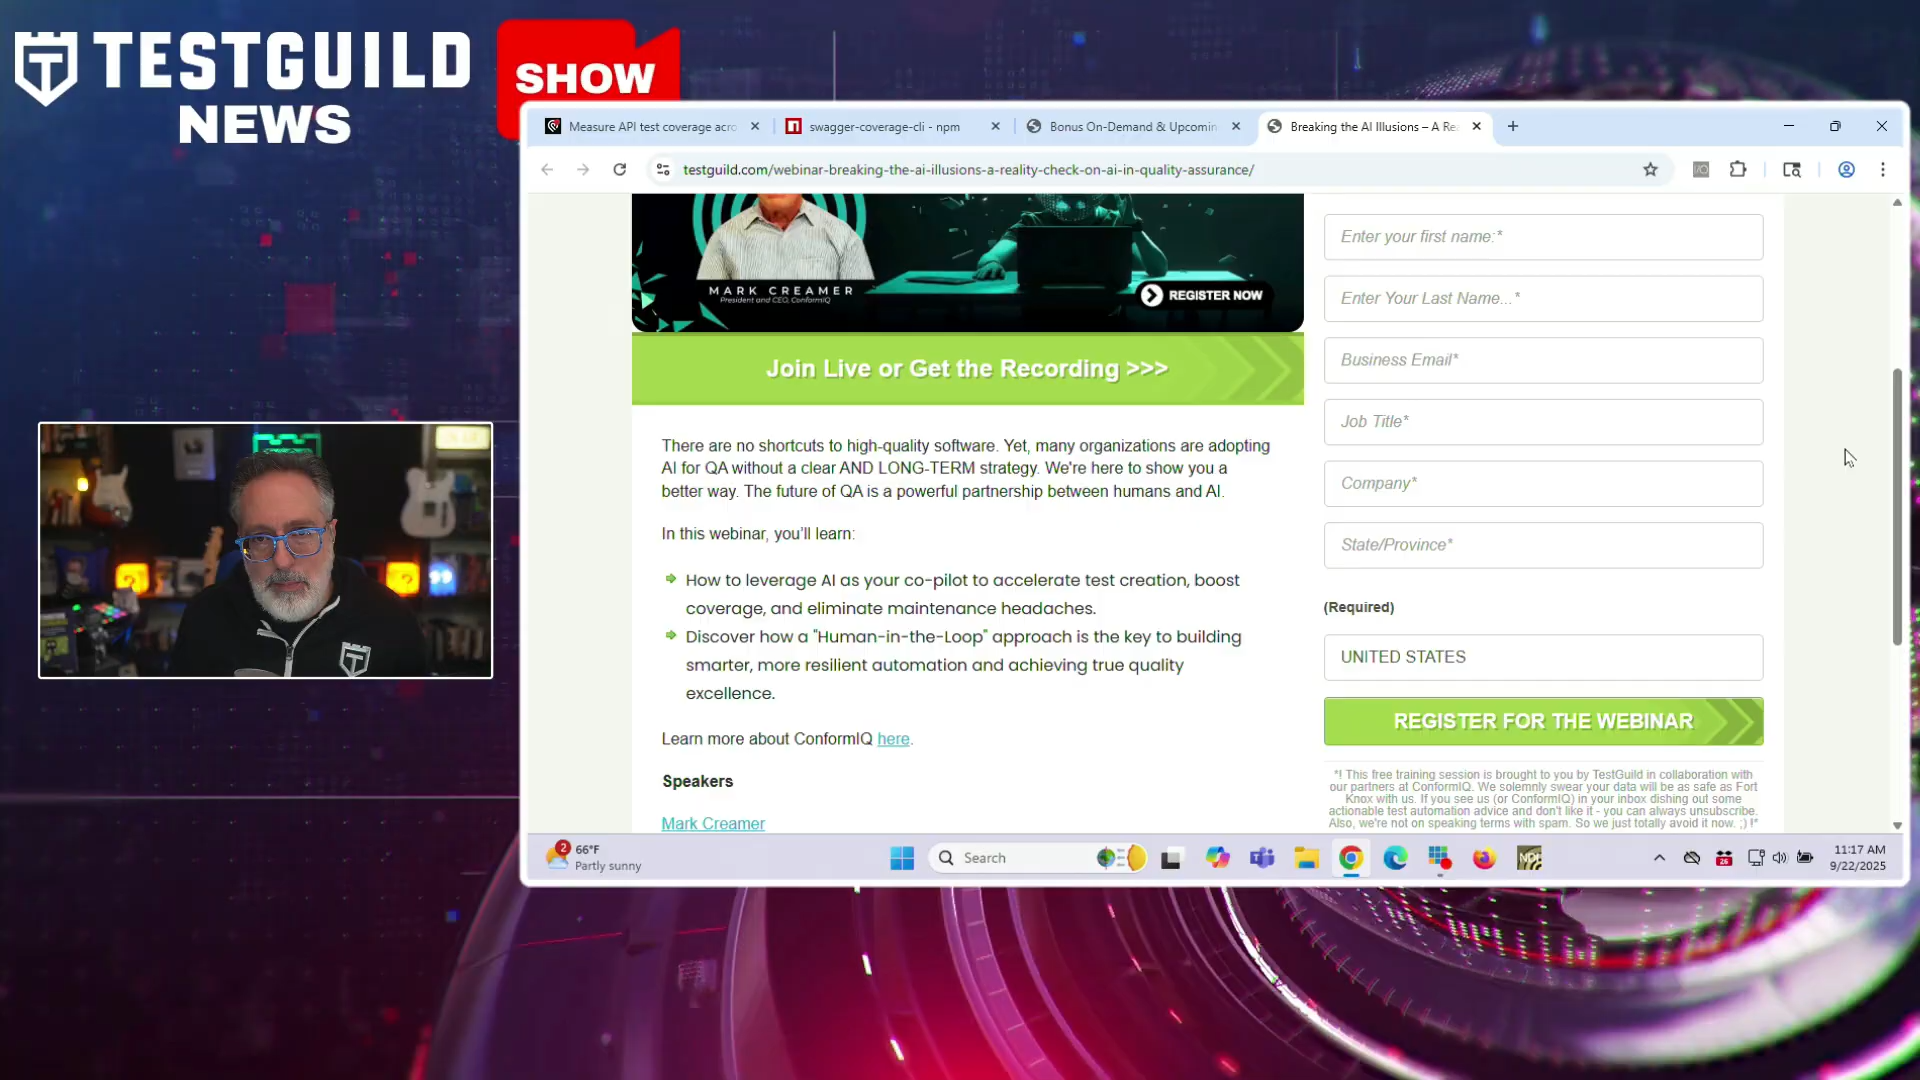 TESTGUILD
NEWS
SHOW
Measure API test coverage acro
swagger-coverage-cli - npm
Bonus On-Demand & Upcomin
Breaking the AI Illusions – A Re
testguild.com/webinar-breaking-the-ai-illusions-a-reality-check-on-ai-in-quality-assurance/
MARK CREAMER
President and CEO, ConformIQ
REGISTER NOW
Join Live or Get the Recording >>>
There are no shortcuts to high-quality software. Yet, many organizations are adopting
AI for QA without a clear AND LONG-TERM strategy. We're here to show you a
better way. The future of QA is a powerful partnership between humans and AI.
In this webinar, you'll learn:
How to leverage AI as your co-pilot to accelerate test creation, boost
coverage, and eliminate maintenance headaches.
Discover how a "Human-in-the-Loop" approach is the key to building
smarter, more resilient automation and achieving true quality
excellence.
Learn more about ConformIQ here.
Speakers
Mark Creamer
Enter your first name:*
Enter Your Last Name...*
Business Email*
Job Title*
Company*
State/Province*
(Required)
UNITED STATES
REGISTER FOR THE WEBINAR
*! This free training session is brought to you by TestGuild in collaboration with
our partners at ConformIQ. We solemnly swear your data will be as safe as Fort
Knox with us. If you see us (or ConformIQ) in your inbox dishing out some
actionable test automation advice and don't like it - you can always unsubscribe.
Also, we're not on speaking terms with spam. So we just totally avoid it now. ;) !*
2
66°F
Partly sunny
Search
26
11:17 AM
9/22/2025